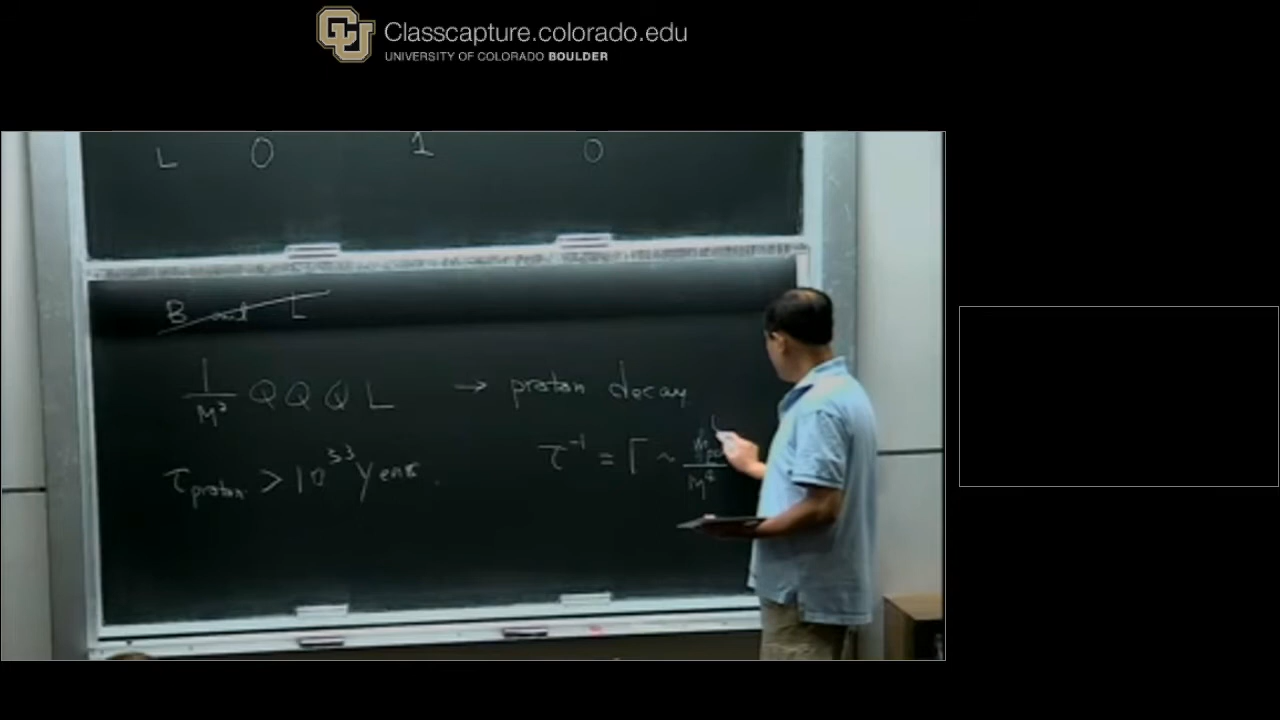 CU
Classcapture.colorado.edu
UNIVERSITY OF COLORADO BOULDER
L 0 1 0
B and L
1/M² Q Q Q L → proton decay
τ⁻¹ = Γ ~ /M⁴
τproton > 10³³ years.